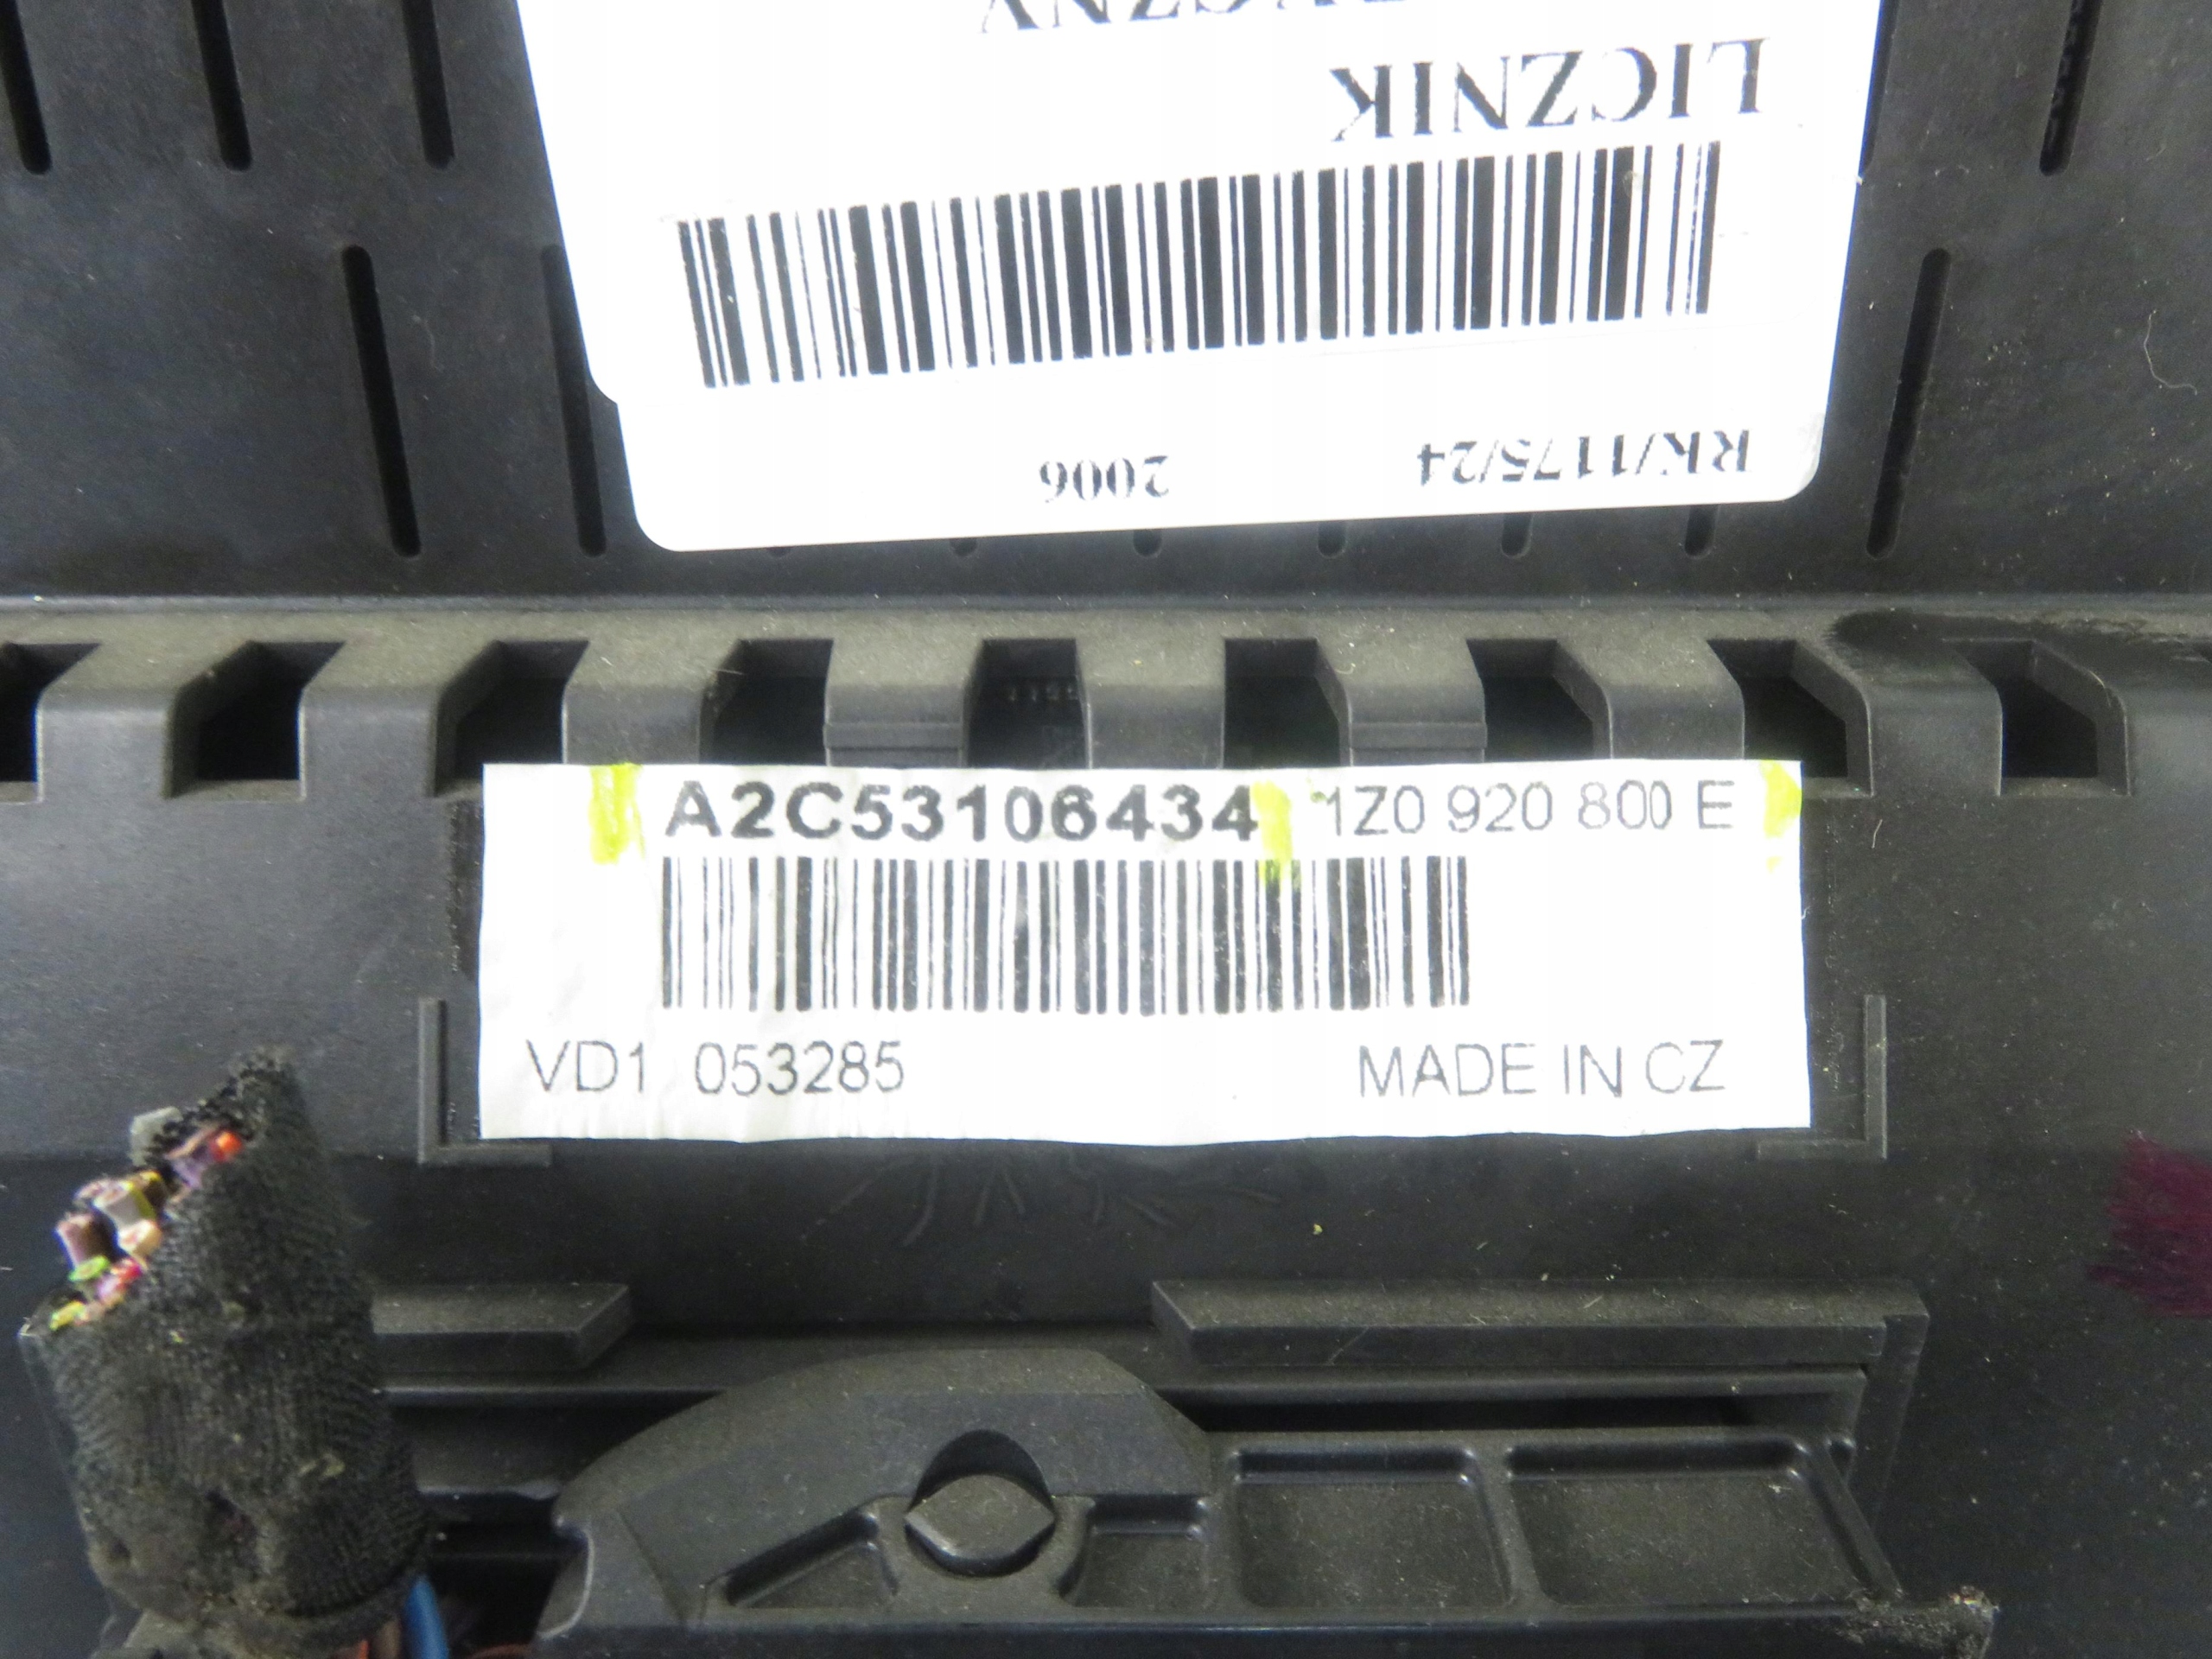 LICZNIK
RK/1175/24 2006
A2C53106434 1Z0 920 800 E
VD1 053285 MADE IN CZ